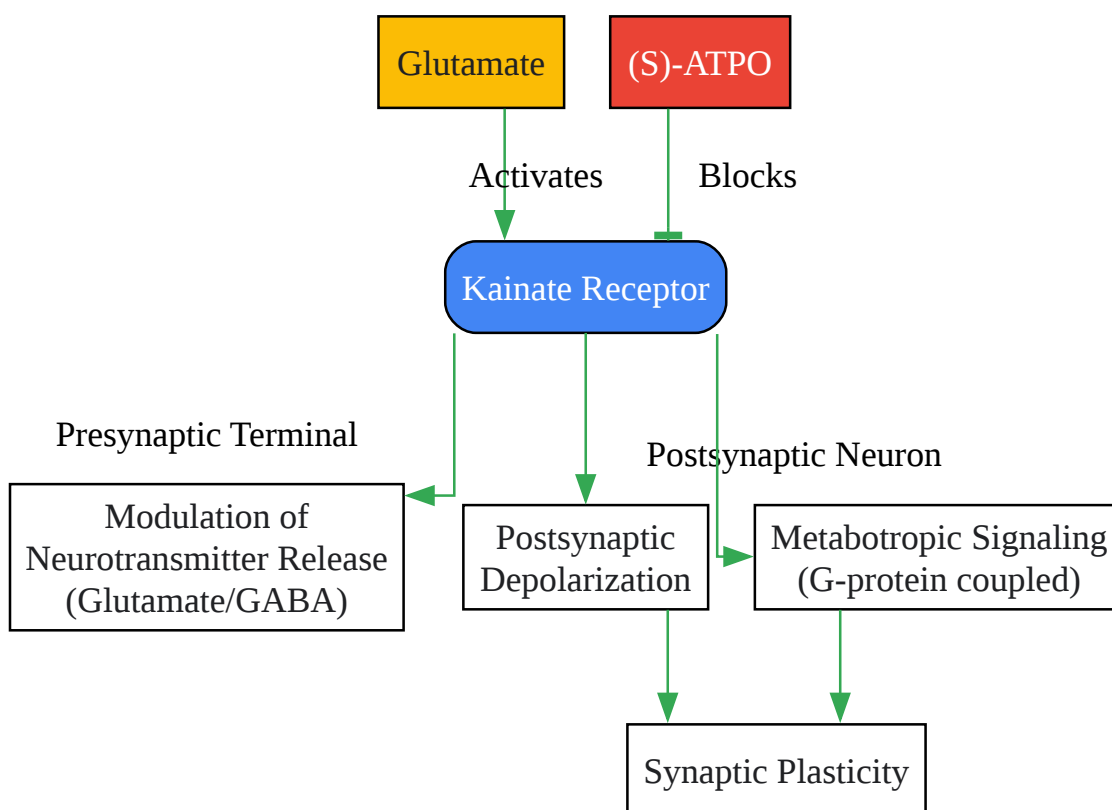 Glutamate
(S)-ATPO
Activates
Blocks
Kainate Receptor
Presynaptic Terminal
Postsynaptic Neuron
Modulation of
Neurotransmitter Release
(Glutamate/GABA)
Postsynaptic
Depolarization
Metabotropic Signaling
(G-protein coupled)
Synaptic Plasticity